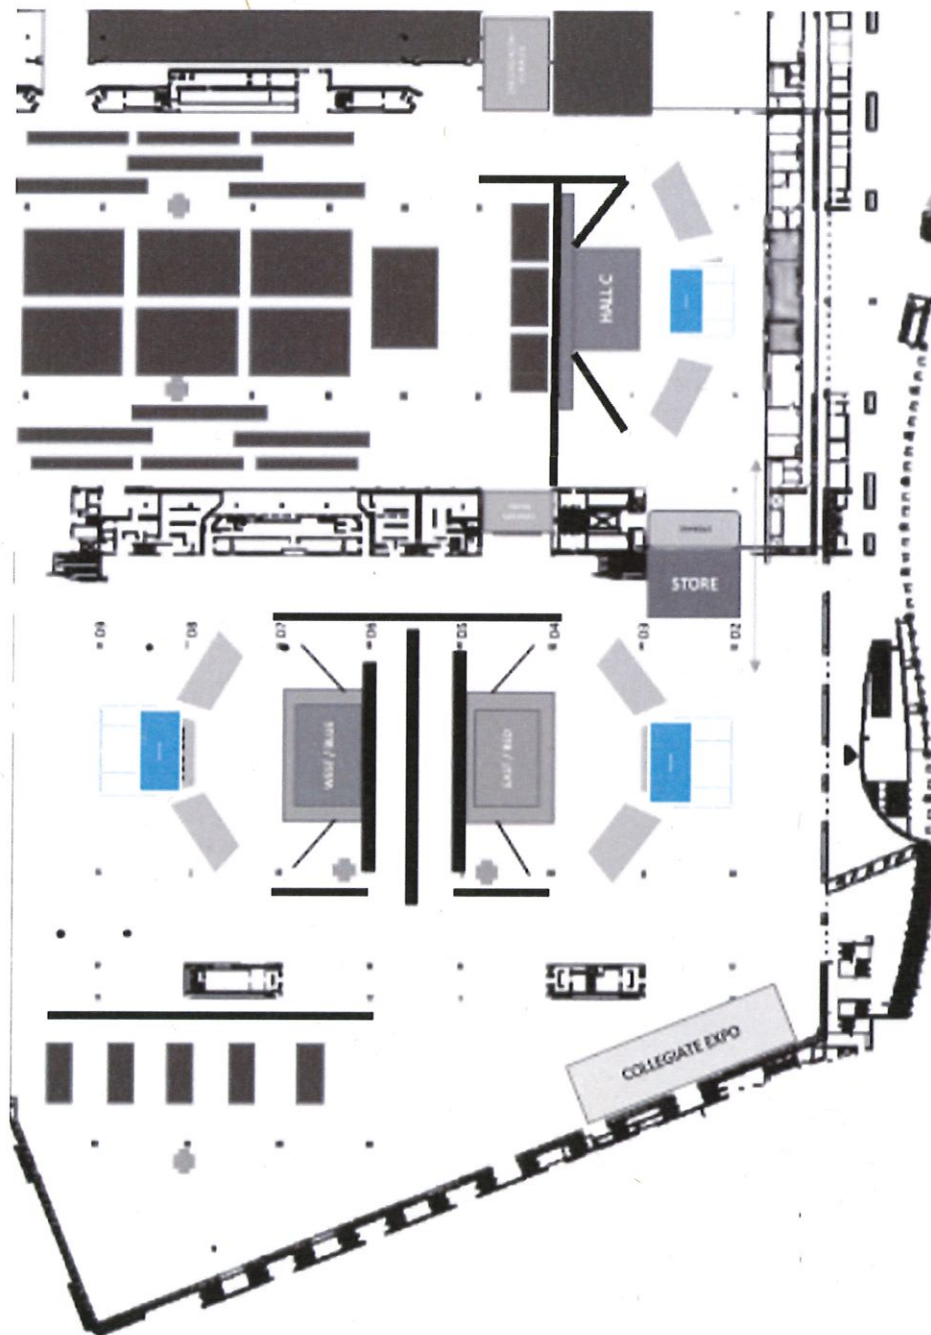 HALL C
STORE
D9
D8
D7
D6
D5
D4
D3
D2
WEST / BLUE
EAST / RED
COLLEGIATE EXPO